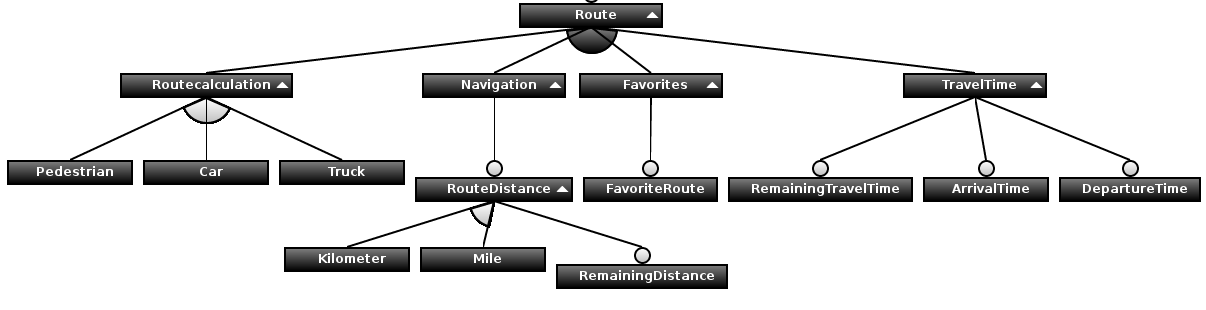 Route
Routecalculation
Navigation
Favorites
TravelTime
Pedestrian
Car
Truck
RouteDistance
FavoriteRoute
RemainingTravelTime
ArrivalTime
DepartureTime
Kilometer
Mile
RemainingDistance